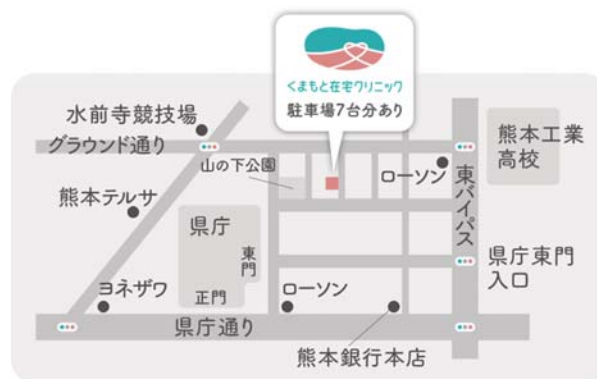 くまもと在宅クリニック
駐車場7台分あり
水前寺競技場
グラウンド通り
山の下公園
ローソン
熊本工業
高校
東バイパス
熊本テルサ
県庁
東門
正門
県庁東門
入口
ヨネザワ
ローソン
県庁通り
熊本銀行本店